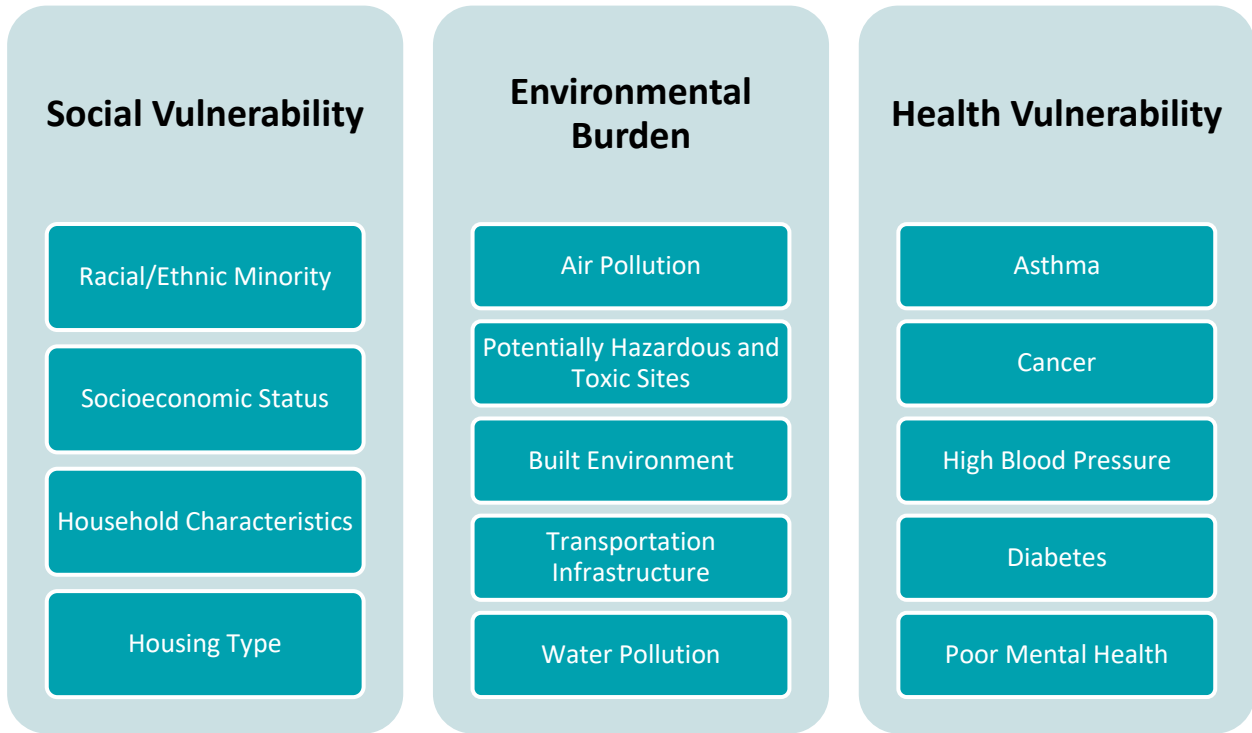 Social Vulnerability
Racial/Ethnic Minority
Socioeconomic Status
Household Characteristics
Housing Type
Environmental
Burden
Air Pollution
Potentially Hazardous and
Toxic Sites
Built Environment
Transportation
Infrastructure
Water Pollution
Health Vulnerability
Asthma
Cancer
High Blood Pressure
Diabetes
Poor Mental Health